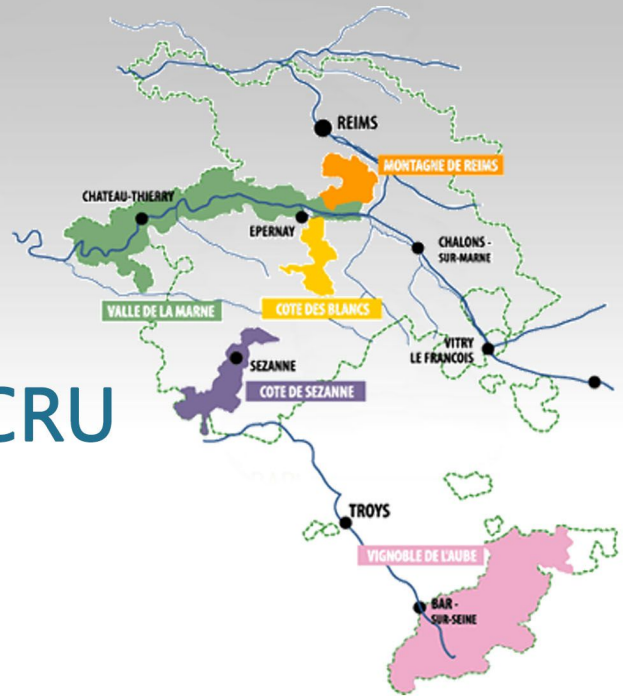 REIMS
MONTAGNE DE REIMS
CHATEAU-THIERRY
EPERNAY
CHALONS -
SUR-MARNE
VALLE DE LA MARNE
COTE DES BLANCS
VITRY
LE FRANCOIS
SEZANNE
COTE DE SEZANNE
CRU
TROYS
VIGNOBLE DE L'AUBE
BAR -
SUR-SEINE